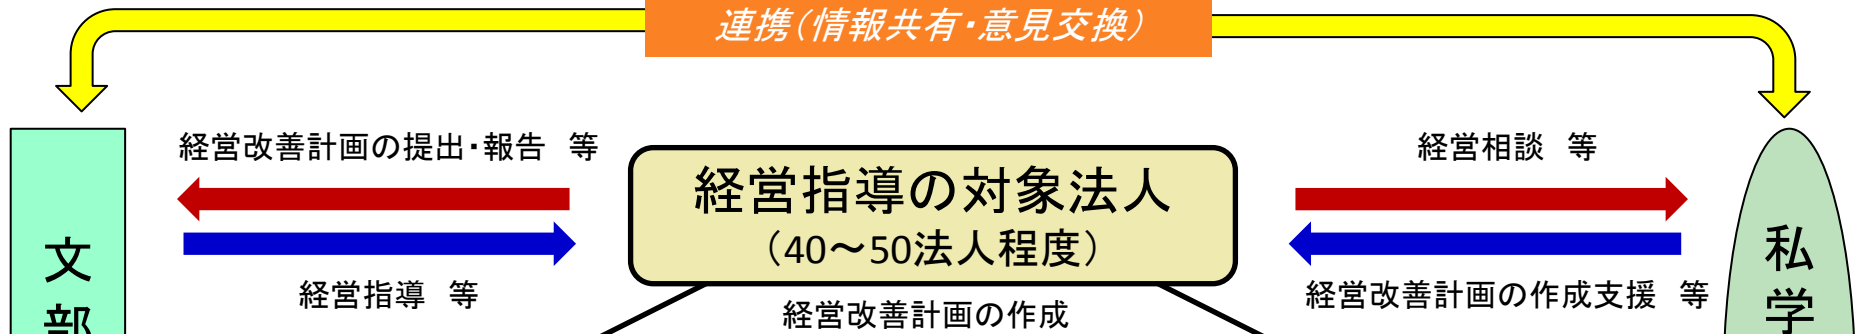 連携（情報共有・意見交換）
経営改善計画の提出・報告　等
経営指導の対象法人
（40～50法人程度）
経営相談　等
文部
経営指導　等
経営改善計画の作成
経営改善計画の作成支援　等
私学